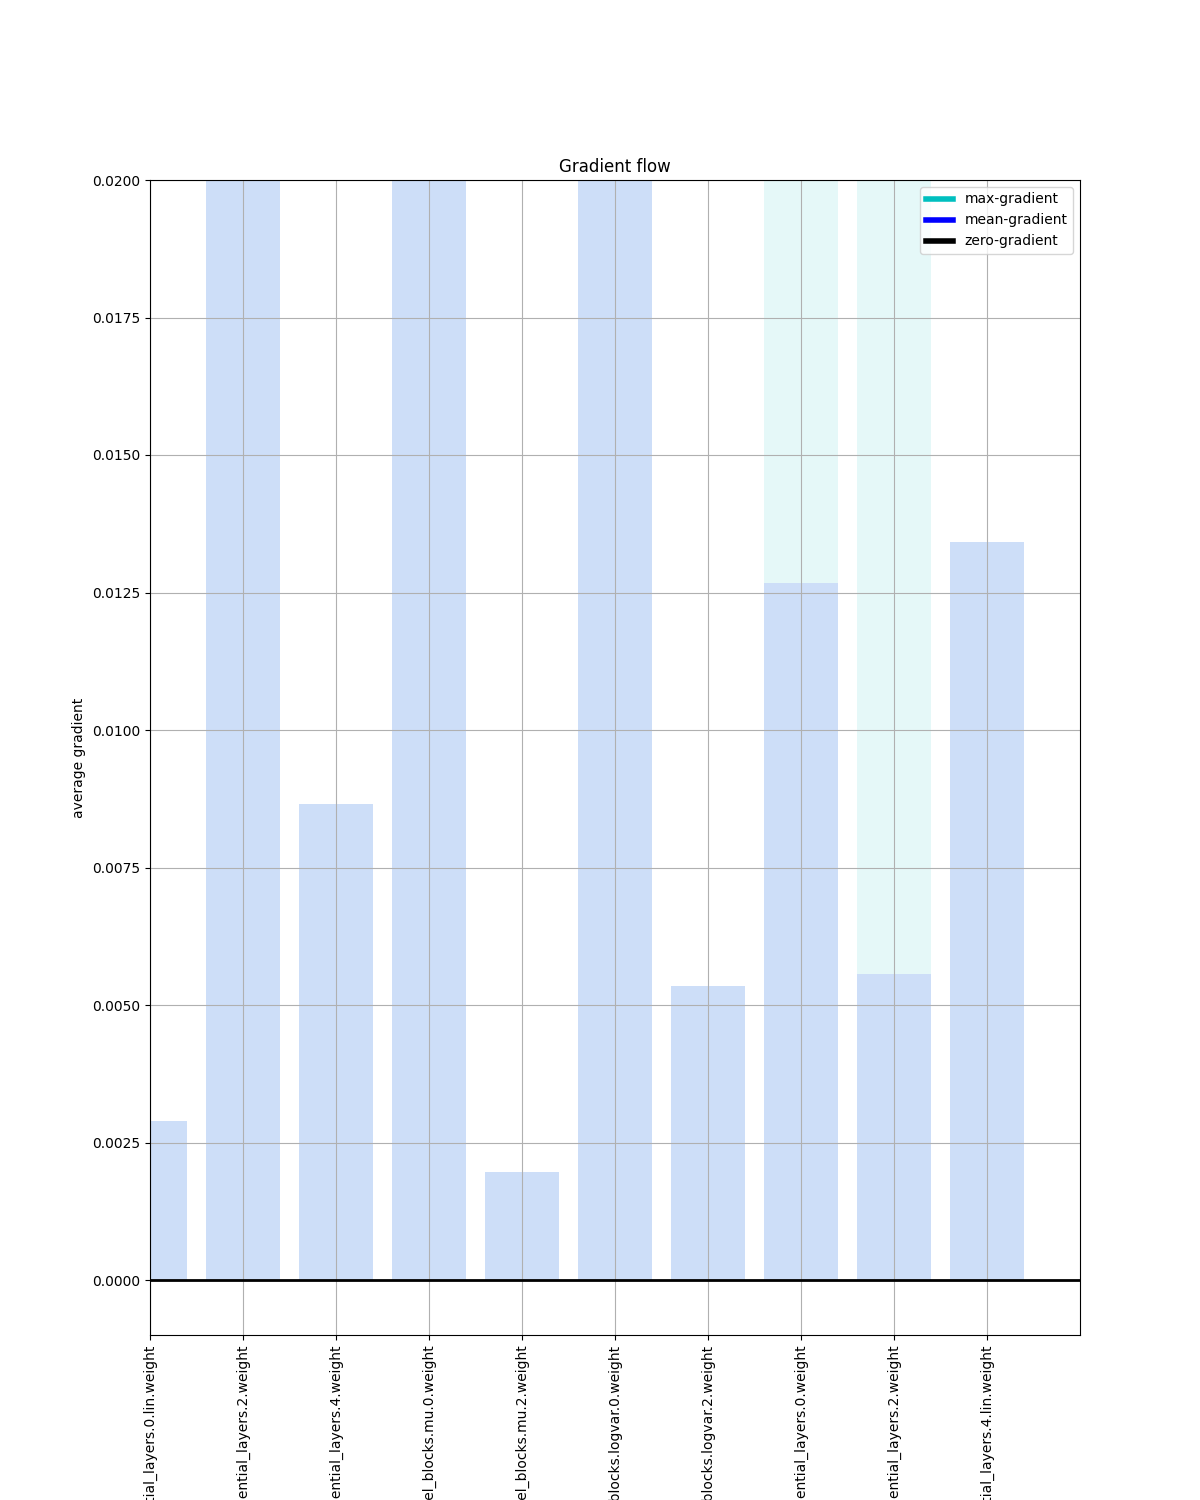 Gradient flow
max-gradient
mean-gradient
zero-gradient
0.0200
0.0175
0.0150
0.0125
0.0100
0.0075
0.0050
0.0025
0.0000
average gradient
tial_layers.0.lin.weight
ential_layers.2.weight
ential_layers.4.weight
el_blocks.mu.0.weight
el_blocks.mu.2.weight
blocks.logvar.0.weight
blocks.logvar.2.weight
ential_layers.0.weight
ential_layers.2.weight
tial_layers.4.lin.weight